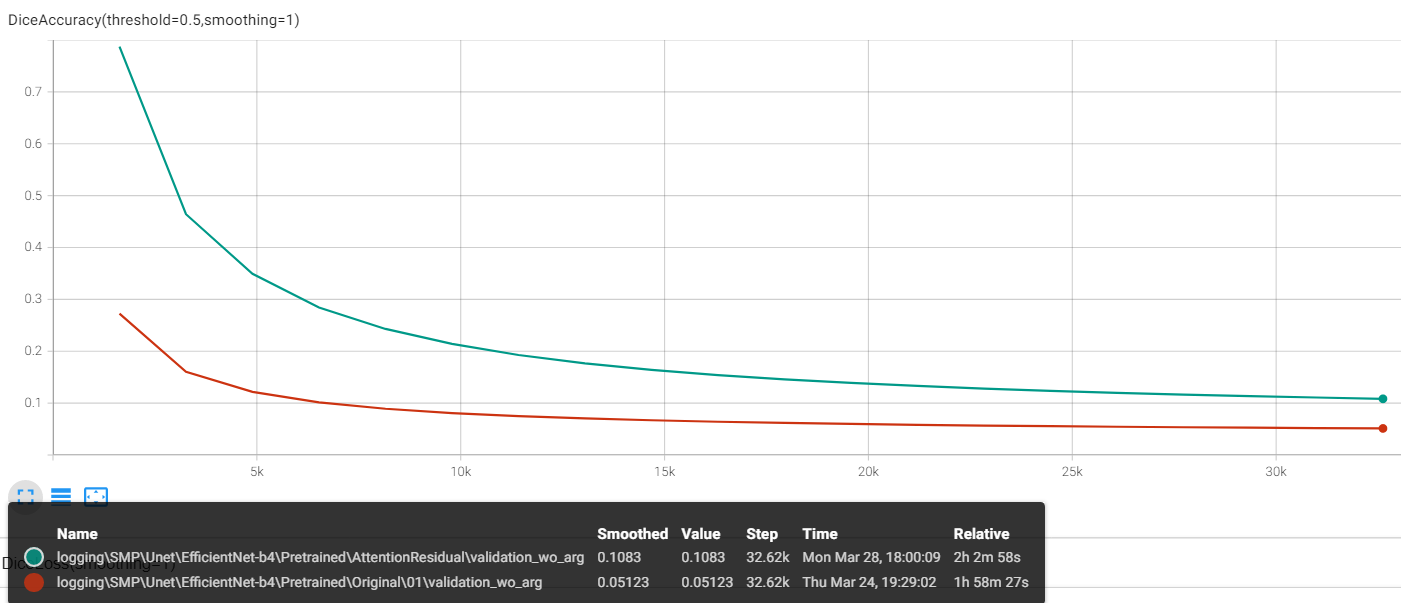 DiceAccuracy(threshold=0.5,smoothing=1)
0.7
0.6
0.5
0.4
0.3
0.2
0.1
5k 10k 15k 20k 25k 30k
Name Smoothed Value Step Time Relative
logging\SMP\Unet\EfficientNet-b4\Pretrained\AttentionResidual\validation_wo_arg 0.1083 0.1083 32.62k Mon Mar 28, 18:00:09 2h 2m 58s
DiceLoss(smoothing=1)
logging\SMP\Unet\EfficientNet-b4\Pretrained\Original\01\validation_wo_arg 0.05123 0.05123 32.62k Thu Mar 24, 19:29:02 1h 58m 27s